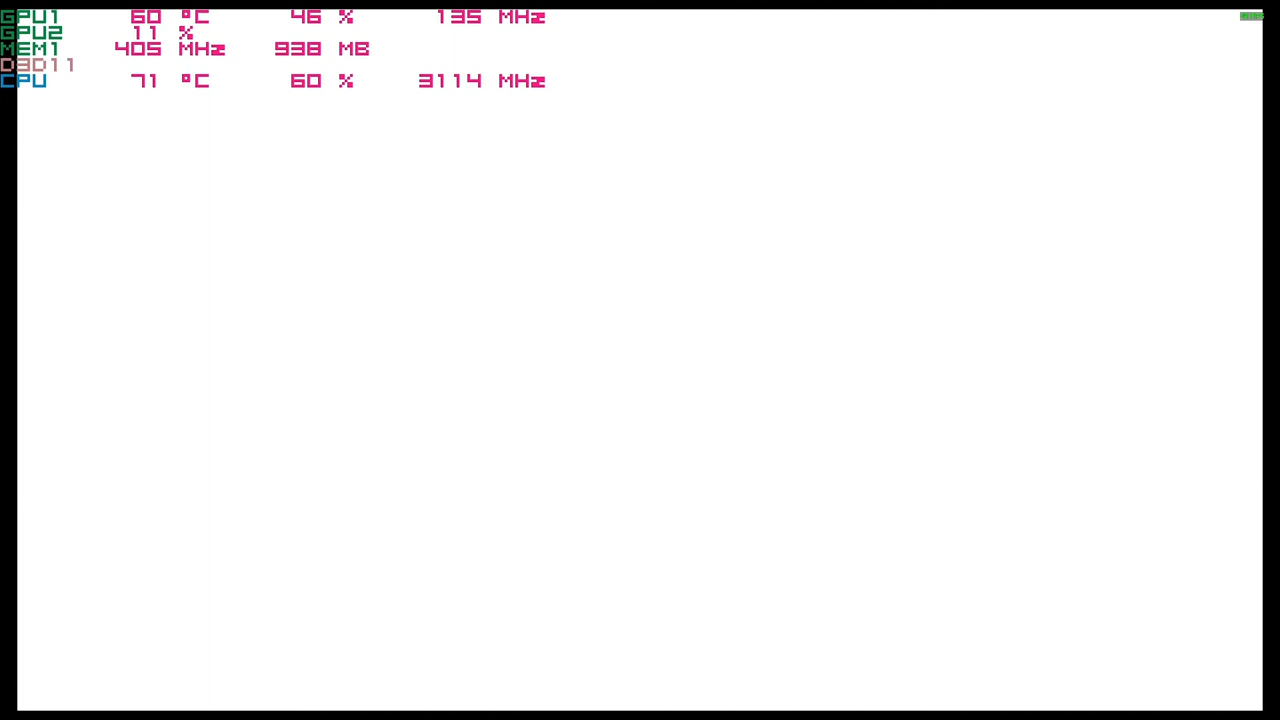 GPU1 60 °C 46 % 135 MHz
GPU2 11 %
MEM1 405 MHz 938 MB
D3D11
CPU 71 °C 60 % 3114 MHz